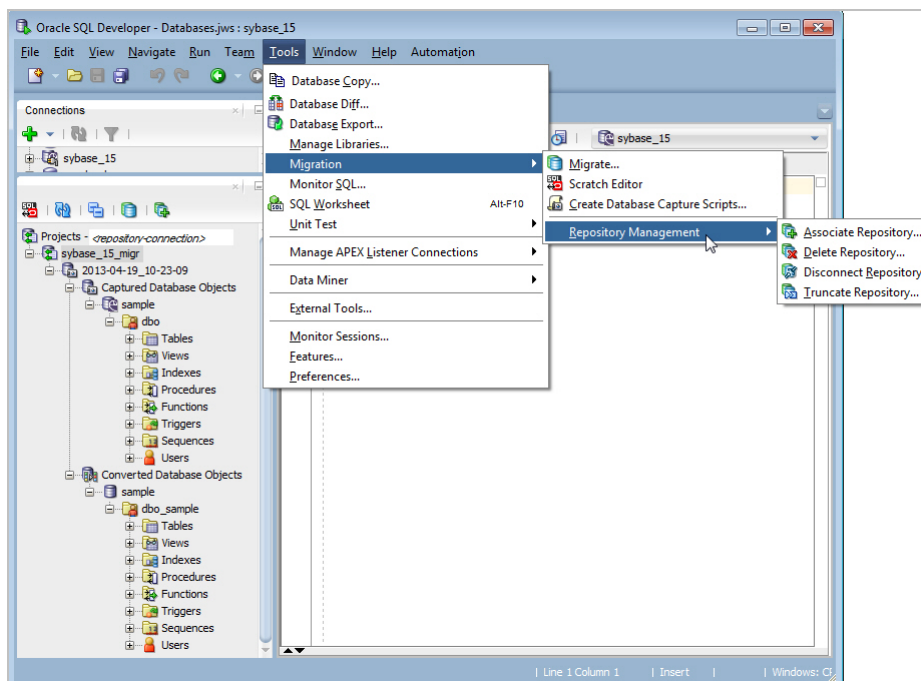 Oracle SQL Developer - Databases.jws : sybase_15
File Edit View Navigate Run Team Tools Window Help Automation
Connections
sybase_15
Projects - <repository-connection>
sybase_15_migr
2013-04-19_10-23-09
Captured Database Objects
sample
dbo
Tables
Views
Indexes
Procedures
Functions
Triggers
Sequences
Users
Converted Database Objects
sample
dbo_sample
Tables
Views
Indexes
Procedures
Functions
Triggers
Sequences
Users
Database Copy...
Database Diff...
Database Export...
Manage Libraries...
Migration
Monitor SQL...
SQL Worksheet Alt-F10
Unit Test
Manage APEX Listener Connections
Data Miner
External Tools...
Monitor Sessions...
Features...
Preferences...
sybase_15
Migrate...
Scratch Editor
Create Database Capture Scripts...
Repository Management
Associate Repository...
Delete Repository...
Disconnect Repository
Truncate Repository...
| Line 1 Column 1 | Insert | | Windows: C